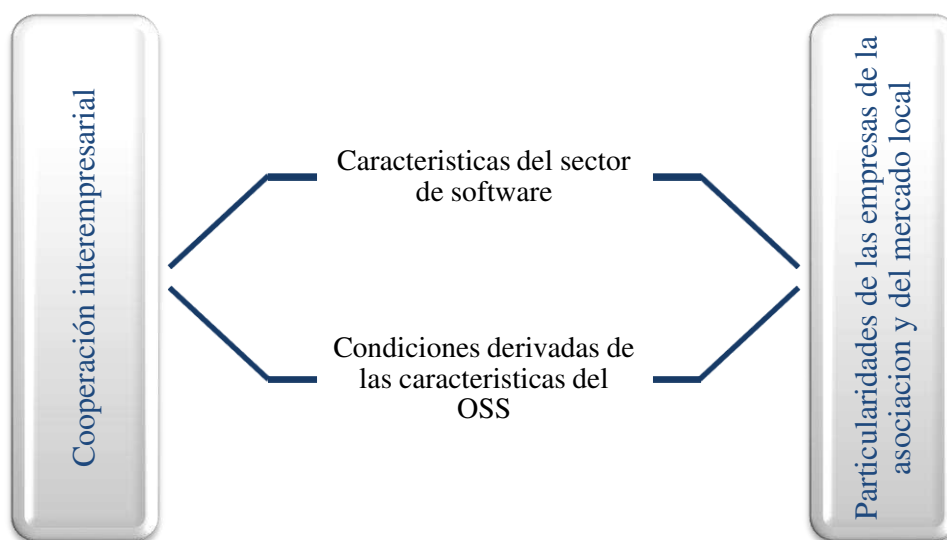 Cooperación interempresarial
Caracteristicas del sector
de software
Condiciones derivadas de
las caracteristicas del
OSS
Particularidades de las empresas de la
asociacion y del mercado local